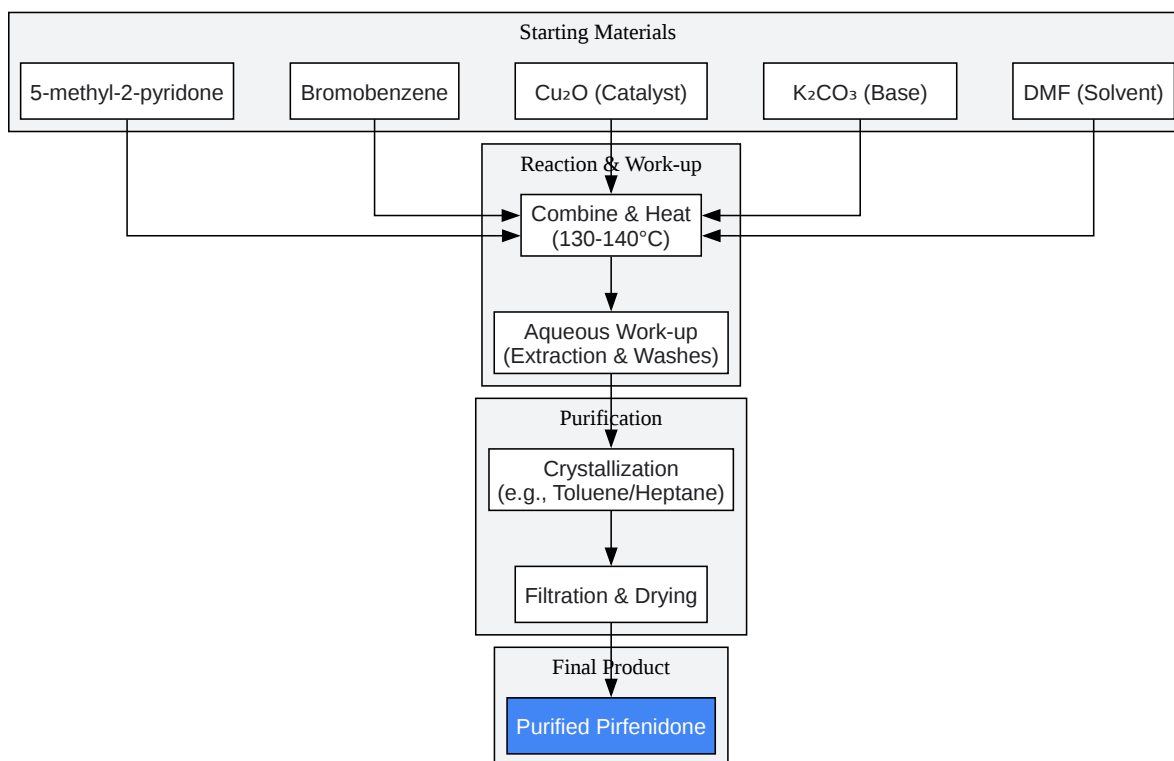 Starting Materials
5-methyl-2-pyridone
Bromobenzene
Cu₂O (Catalyst)
K₂CO₃ (Base)
DMF (Solvent)
Reaction & Work-up
Combine & Heat
(130-140°C)
Aqueous Work-up
(Extraction & Washes)
Purification
Crystallization
(e.g., Toluene/Heptane)
Filtration & Drying
Final Product
Purified Pirfenidone